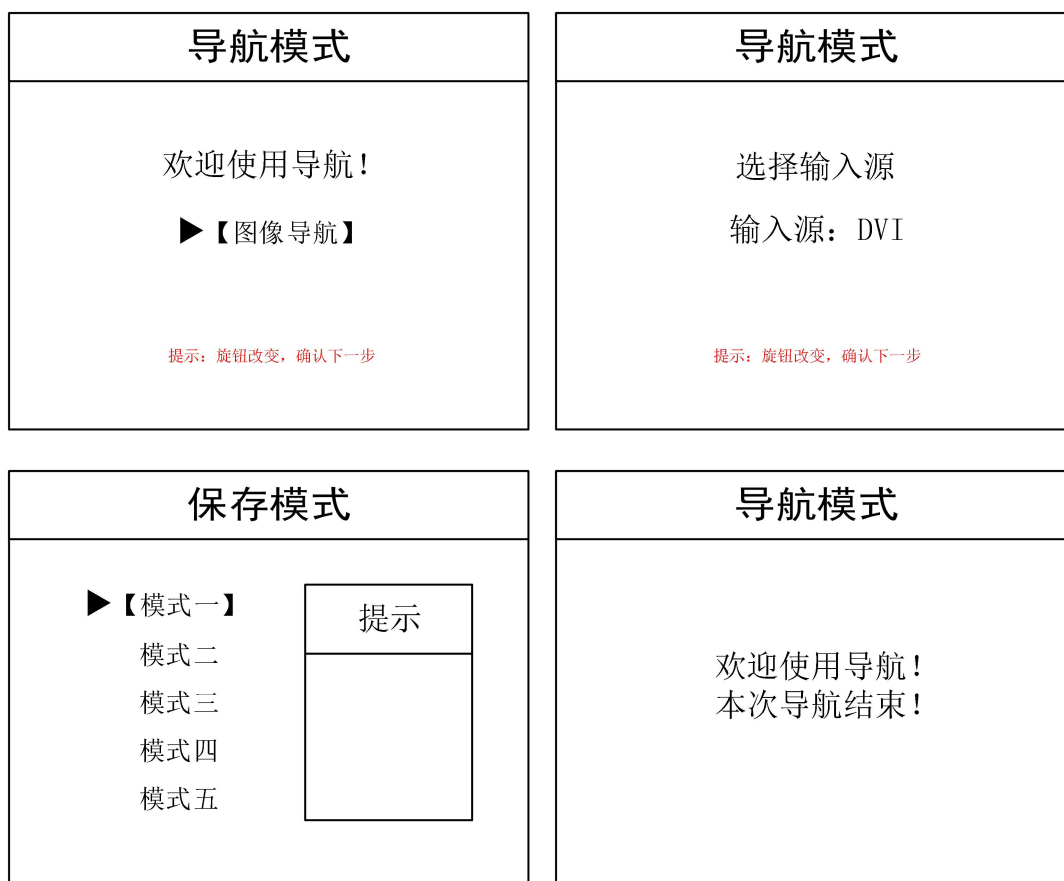 导航模式
欢迎使用导航！
▶【图像导航】
提示：旋钮改变，确认下一步
导航模式
选择输入源
输入源：DVI
提示：旋钮改变，确认下一步
保存模式
▶【模式一】
模式二
模式三
模式四
模式五
提示
导航模式
欢迎使用导航！
本次导航结束！